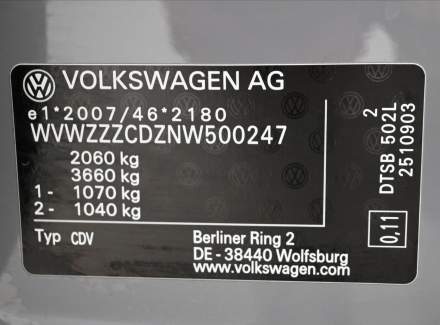 VOLKSWAGEN AG
e1*2007/46*2180
WVWZZZCDZNW500247
2060 kg
3660 kg
1- 1070 kg
2- 1040 kg
Typ CDV
Berliner Ring 2
DE - 38440 Wolfsburg
www.volkswagen.com
2
DTSB 502L
2510903
0,11